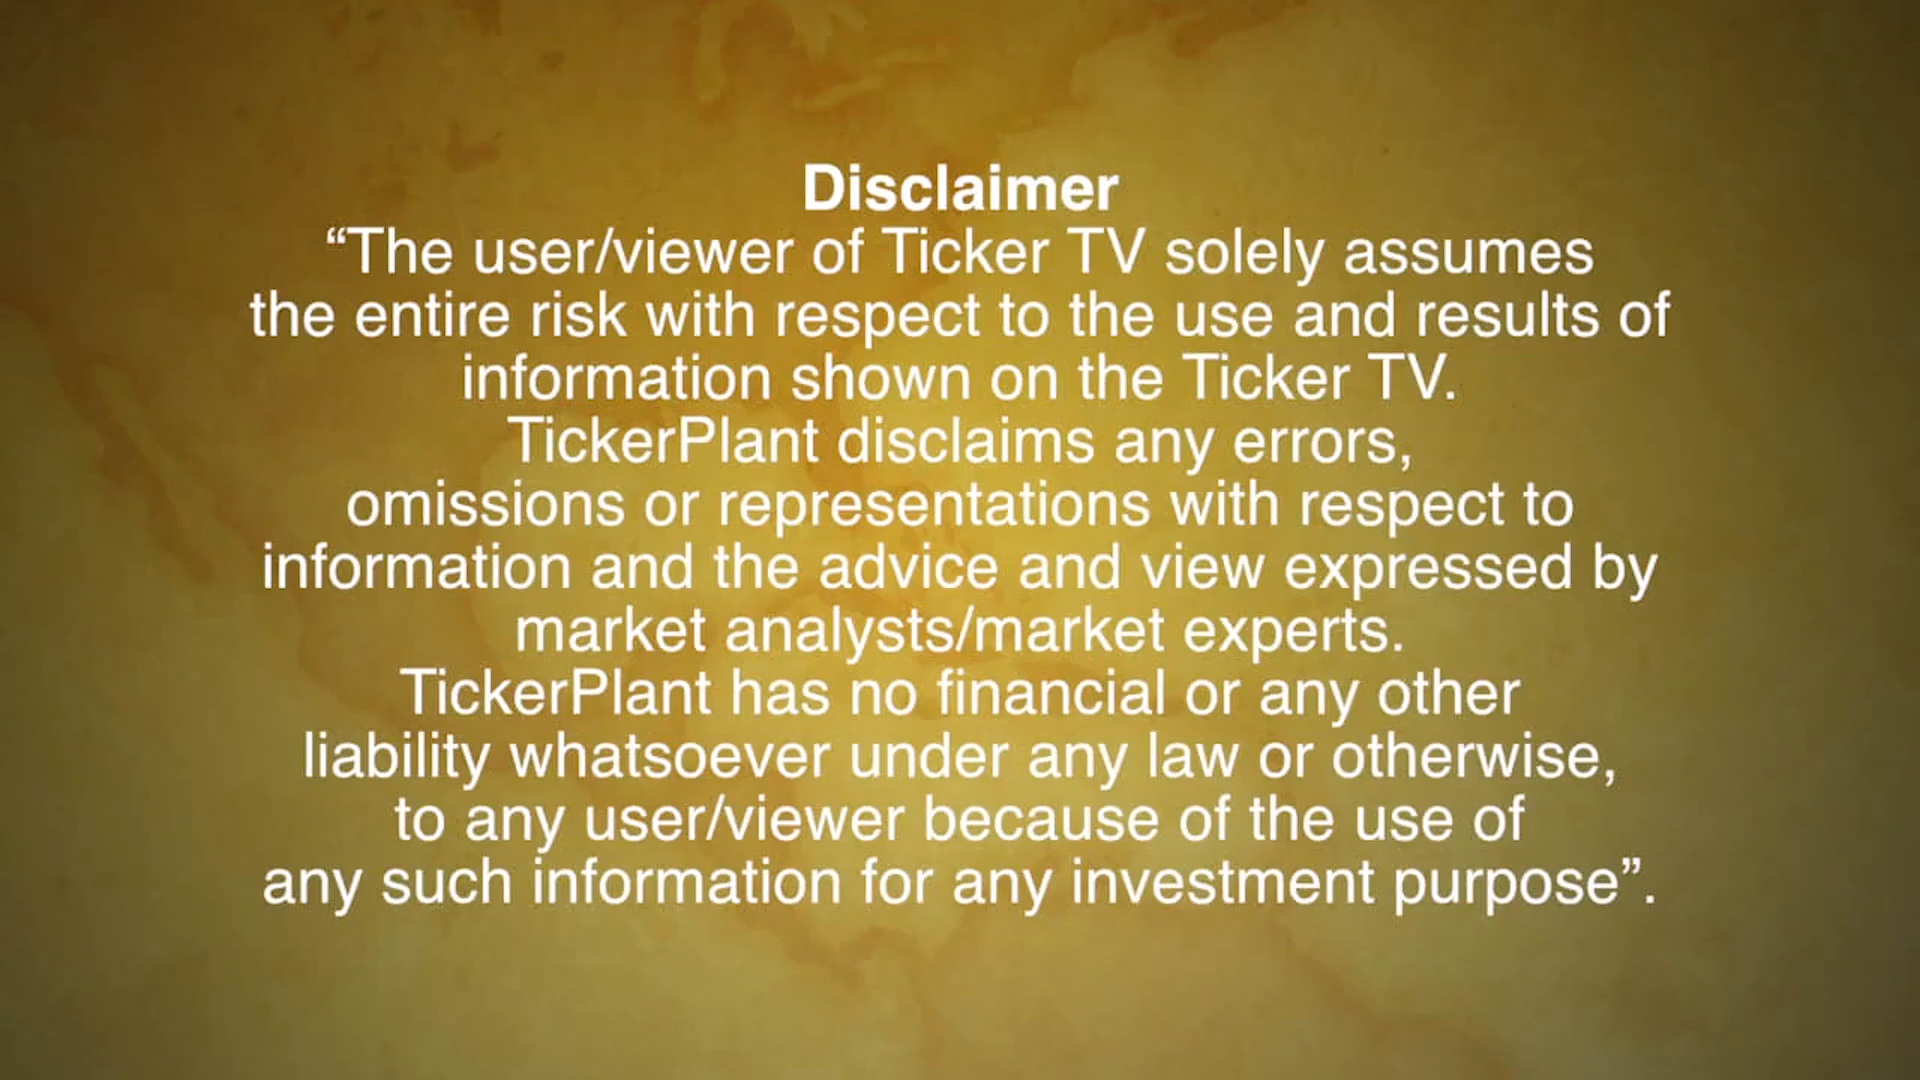 Disclaimer
“The user/viewer of Ticker TV solely assumes
the entire risk with respect to the use and results of
information shown on the Ticker TV.
TickerPlant disclaims any errors,
omissions or representations with respect to
information and the advice and view expressed by
market analysts/market experts.
TickerPlant has no financial or any other
liability whatsoever under any law or otherwise,
to any user/viewer because of the use of
any such information for any investment purpose”.